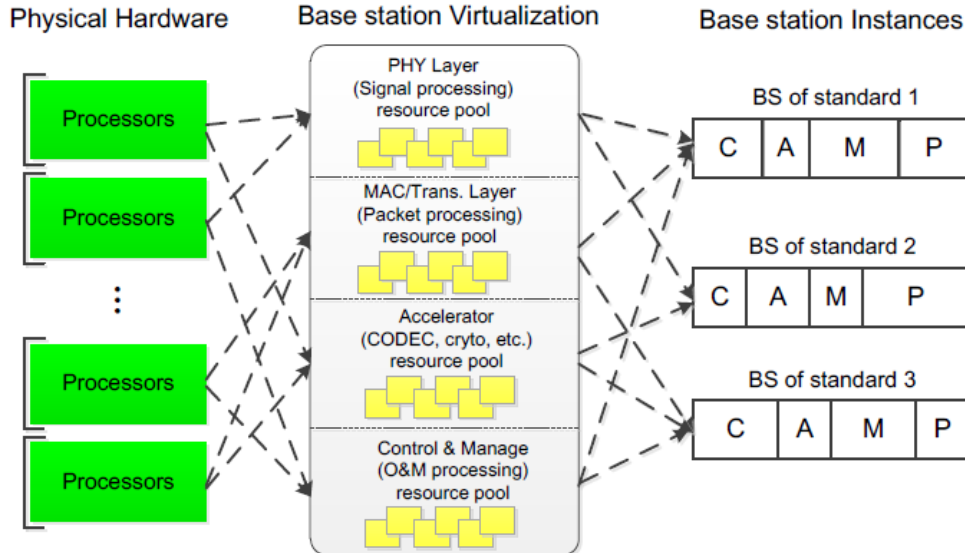 Physical Hardware
Base station Virtualization
Base station Instances
Processors
Processors
...
Processors
Processors
PHY Layer
(Signal processing)
resource pool
MAC/Trans. Layer
(Packet processing)
resource pool
Accelerator
(CODEC, cryto, etc.)
resource pool
Control & Manage
(O&M processing)
resource pool
BS of standard 1
C A M P
BS of standard 2
C A M P
BS of standard 3
C A M P